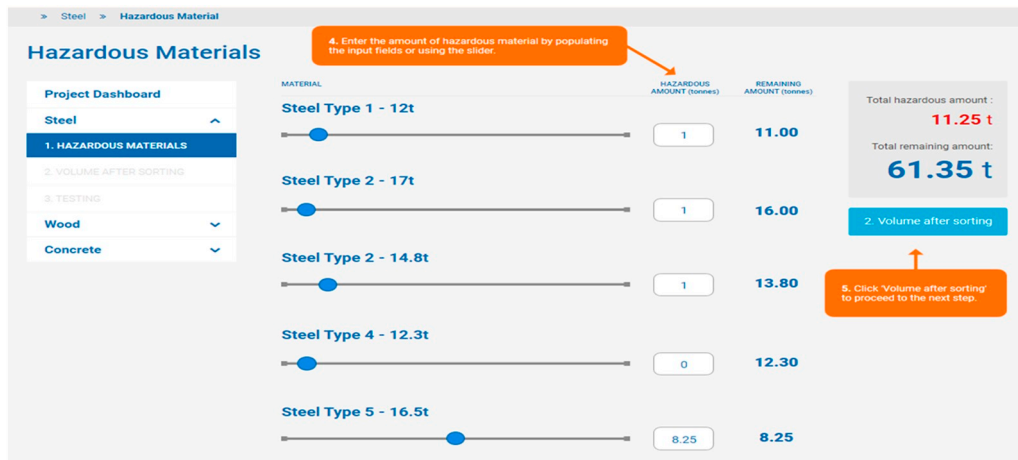 » Steel » Hazardous Material
Hazardous Materials
4. Enter the amount of hazardous material by populating
the input fields or using the slider.
Project Dashboard
Steel
1. HAZARDOUS MATERIALS
2. VOLUME AFTER SORTING
3. TESTING
Wood
Concrete
MATERIAL
HAZARDOUS
AMOUNT (tonnes)
REMAINING
AMOUNT (tonnes)
Steel Type 1 - 12t
1
11.00
Steel Type 2 - 17t
1
16.00
Steel Type 2 - 14.8t
1
13.80
Steel Type 4 - 12.3t
0
12.30
Steel Type 5 - 16.5t
8.25
8.25
Total hazardous amount :
11.25 t
Total remaining amount:
61.35 t
2. Volume after sorting
5. Click 'Volume after sorting'
to proceed to the next step.